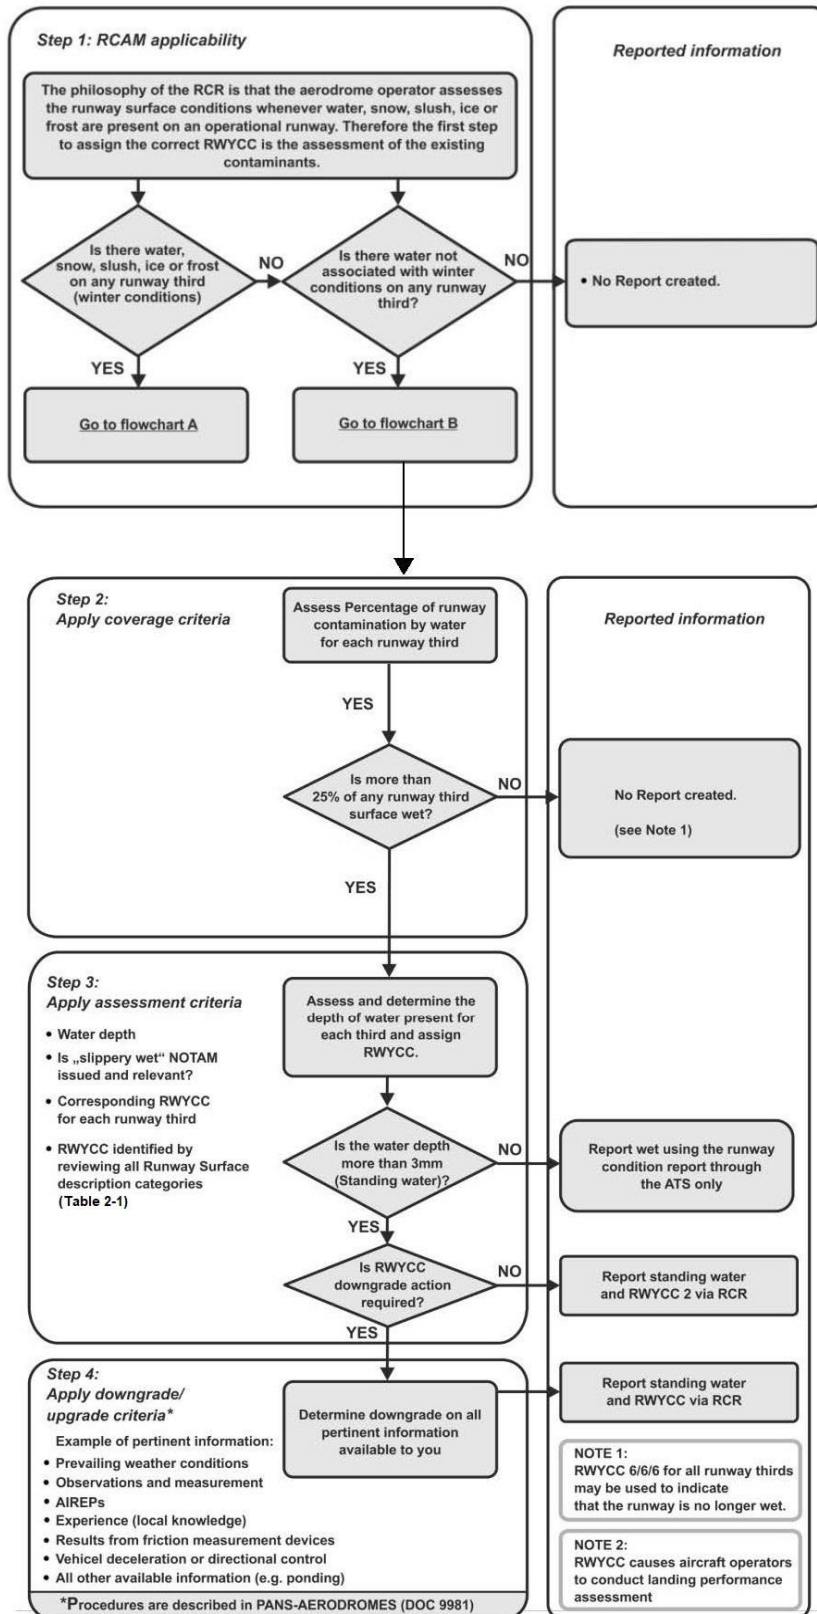 Step 1: RCAM applicability
Reported information
The philosophy of the RCR is that the aerodrome operator assesses
the runway surface conditions whenever water, snow, slush, ice or
frost are present on an operational runway. Therefore the first step
to assign the correct RWYCC is the assessment of the existing
contaminants.
Is there water,
snow, slush, ice or frost
on any runway third
(winter conditions)
NO
Is there water not
associated with winter
conditions on any runway
third?
NO
• No Report created.
YES
YES
Go to flowchart A
Go to flowchart B
Step 2:
Apply coverage criteria
Assess Percentage of runway
contamination by water
for each runway third
Reported information
YES
Is more than
25% of any runway third
surface wet?
NO
No Report created.
(see Note 1)
YES
Step 3:
Apply assessment criteria
• Water depth
• Is „slippery wet“ NOTAM
issued and relevant?
• Corresponding RWYCC
for each runway third
• RWYCC identified by
reviewing all Runway Surface
description categories
(Table 2-1)
Assess and determine the
depth of water present for
each third and assign
RWYCC.
Is the water depth
more than 3mm
(Standing water)?
NO
Report wet using the runway
condition report through
the ATS only
YES
Is RWYCC
downgrade action
required?
NO
Report standing water
and RWYCC 2 via RCR
YES
Step 4:
Apply downgrade/
upgrade criteria*
Example of pertinent information:
• Prevailing weather conditions
• Observations and measurement
• AIREPs
• Experience (local knowledge)
• Results from friction measurement devices
• Vehicel deceleration or directional control
• All other available information (e.g. ponding)
Determine downgrade on all
pertinent information
available to you
Report standing water
and RWYCC via RCR
NOTE 1:
RWYCC 6/6/6 for all runway thirds
may be used to indicate
that the runway is no longer wet.
NOTE 2:
RWYCC causes aircraft operators
to conduct landing performance
assessment
*Procedures are described in PANS-AERODROMES (DOC 9981)